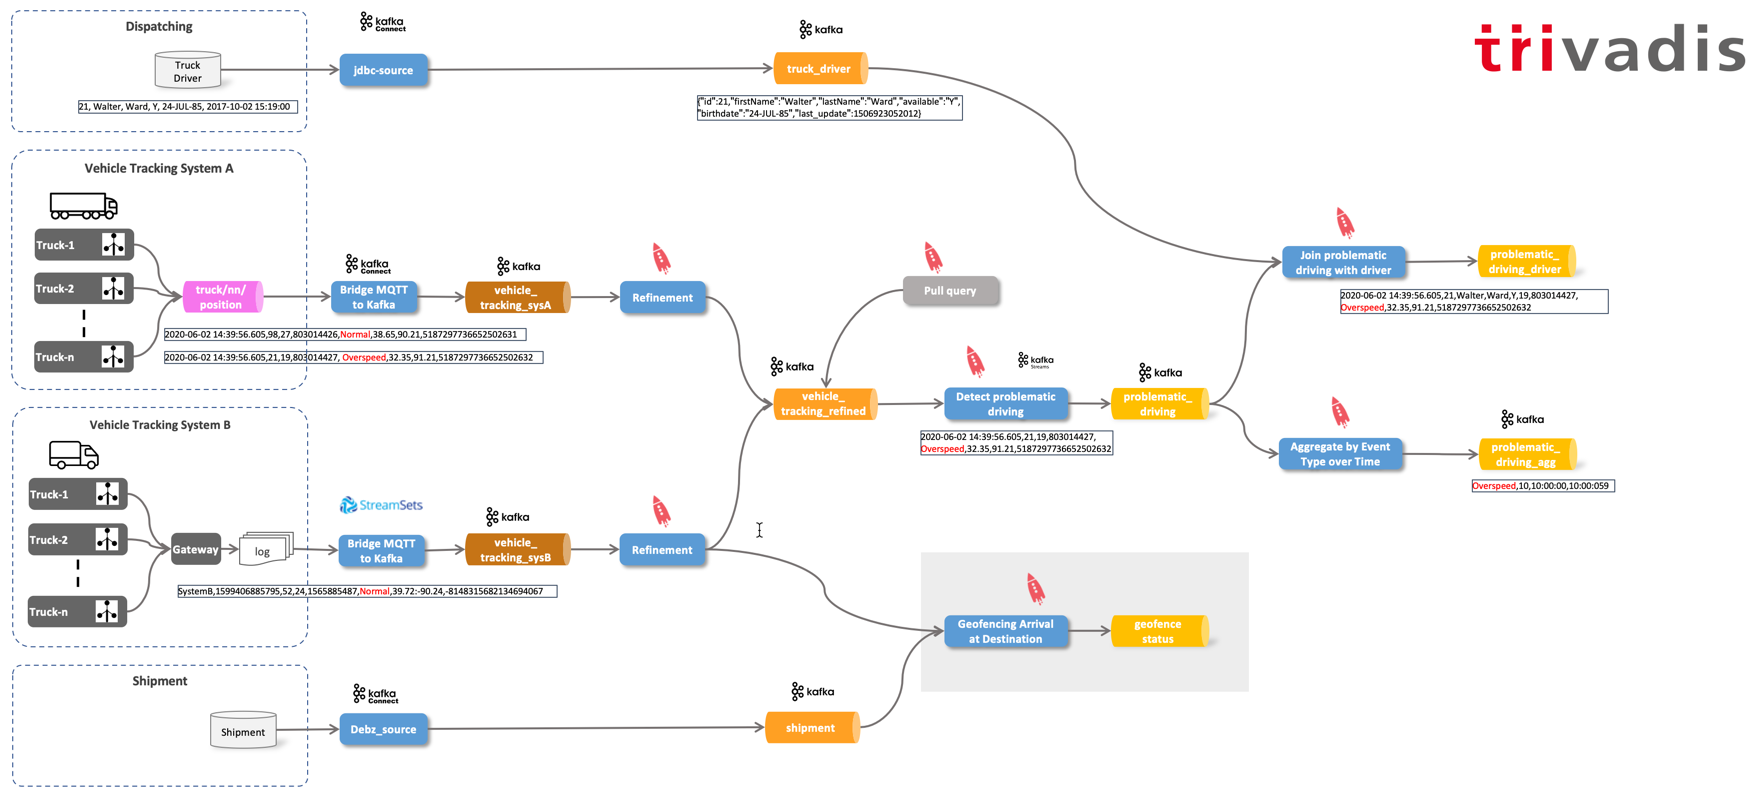 Dispatching
Truck
Driver
21, Walter, Ward, Y, 24-JUL-85, 2017-10-02 15:19:00
kafka
Connect
jdbc-source
kafka
truck_driver
{"id":21,"firstName":"Walter","lastName":"Ward","available":"Y",
"birthdate":"24-JUL-85","last_update":1506923052012}
trivadis
Vehicle Tracking System A
Truck-1
Truck-2
Truck-n
truck/nn/
position
kafka
Connect
Bridge MQTT
to Kafka
kafka
vehicle_
tracking_sysA
Refinement
2020-06-02 14:39:56.605,98,27,803014426,Normal,38.65,90.21,5187297736652502631
2020-06-02 14:39:56.605,21,19,803014427, Overspeed,32.35,91.21,5187297736652502632
Pull query
kafka
vehicle_
tracking_refined
kafka
Streams
Detect problematic
driving
2020-06-02 14:39:56.605,21,19,803014427,
Overspeed,32.35,91.21,5187297736652502632
kafka
problematic_
driving
Join problematic
driving with driver
problematic_
driving_driver
2020-06-02 14:39:56.605,21,Walter,Ward,Y,19,803014427,
Overspeed,32.35,91.21,5187297736652502632
Aggregate by Event
Type over Time
kafka
problematic_
driving_agg
Overspeed,10,10:00:00,10:00:059
Vehicle Tracking System B
Truck-1
Truck-2
Truck-n
Gateway
log
StreamSets
Bridge MQTT
to Kafka
kafka
vehicle_
tracking_sysB
Refinement
SystemB,1599406885795,52,24,1565885487,Normal,39.72:-90.24,-8148315682134694067
Geofencing Arrival
at Destination
geofence
status
Shipment
Shipment
kafka
Connect
Debz_source
kafka
shipment